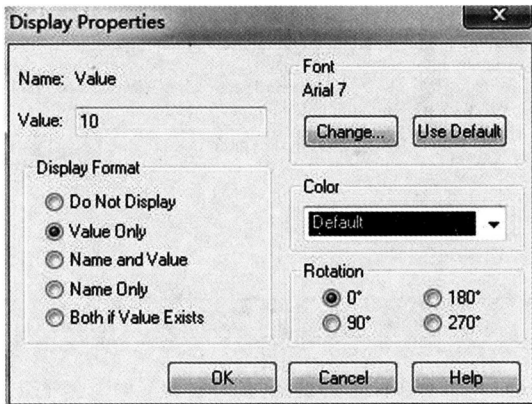 Display Properties
x
Name: Value
Value: 10
Display Format
Do Not Display
Value Only
Name and Value
Name Only
Both if Value Exists
Font
Arial 7
Change...
Use Default
Color
Default
Rotation
0°
180°
90°
270°
OK
Cancel
Help